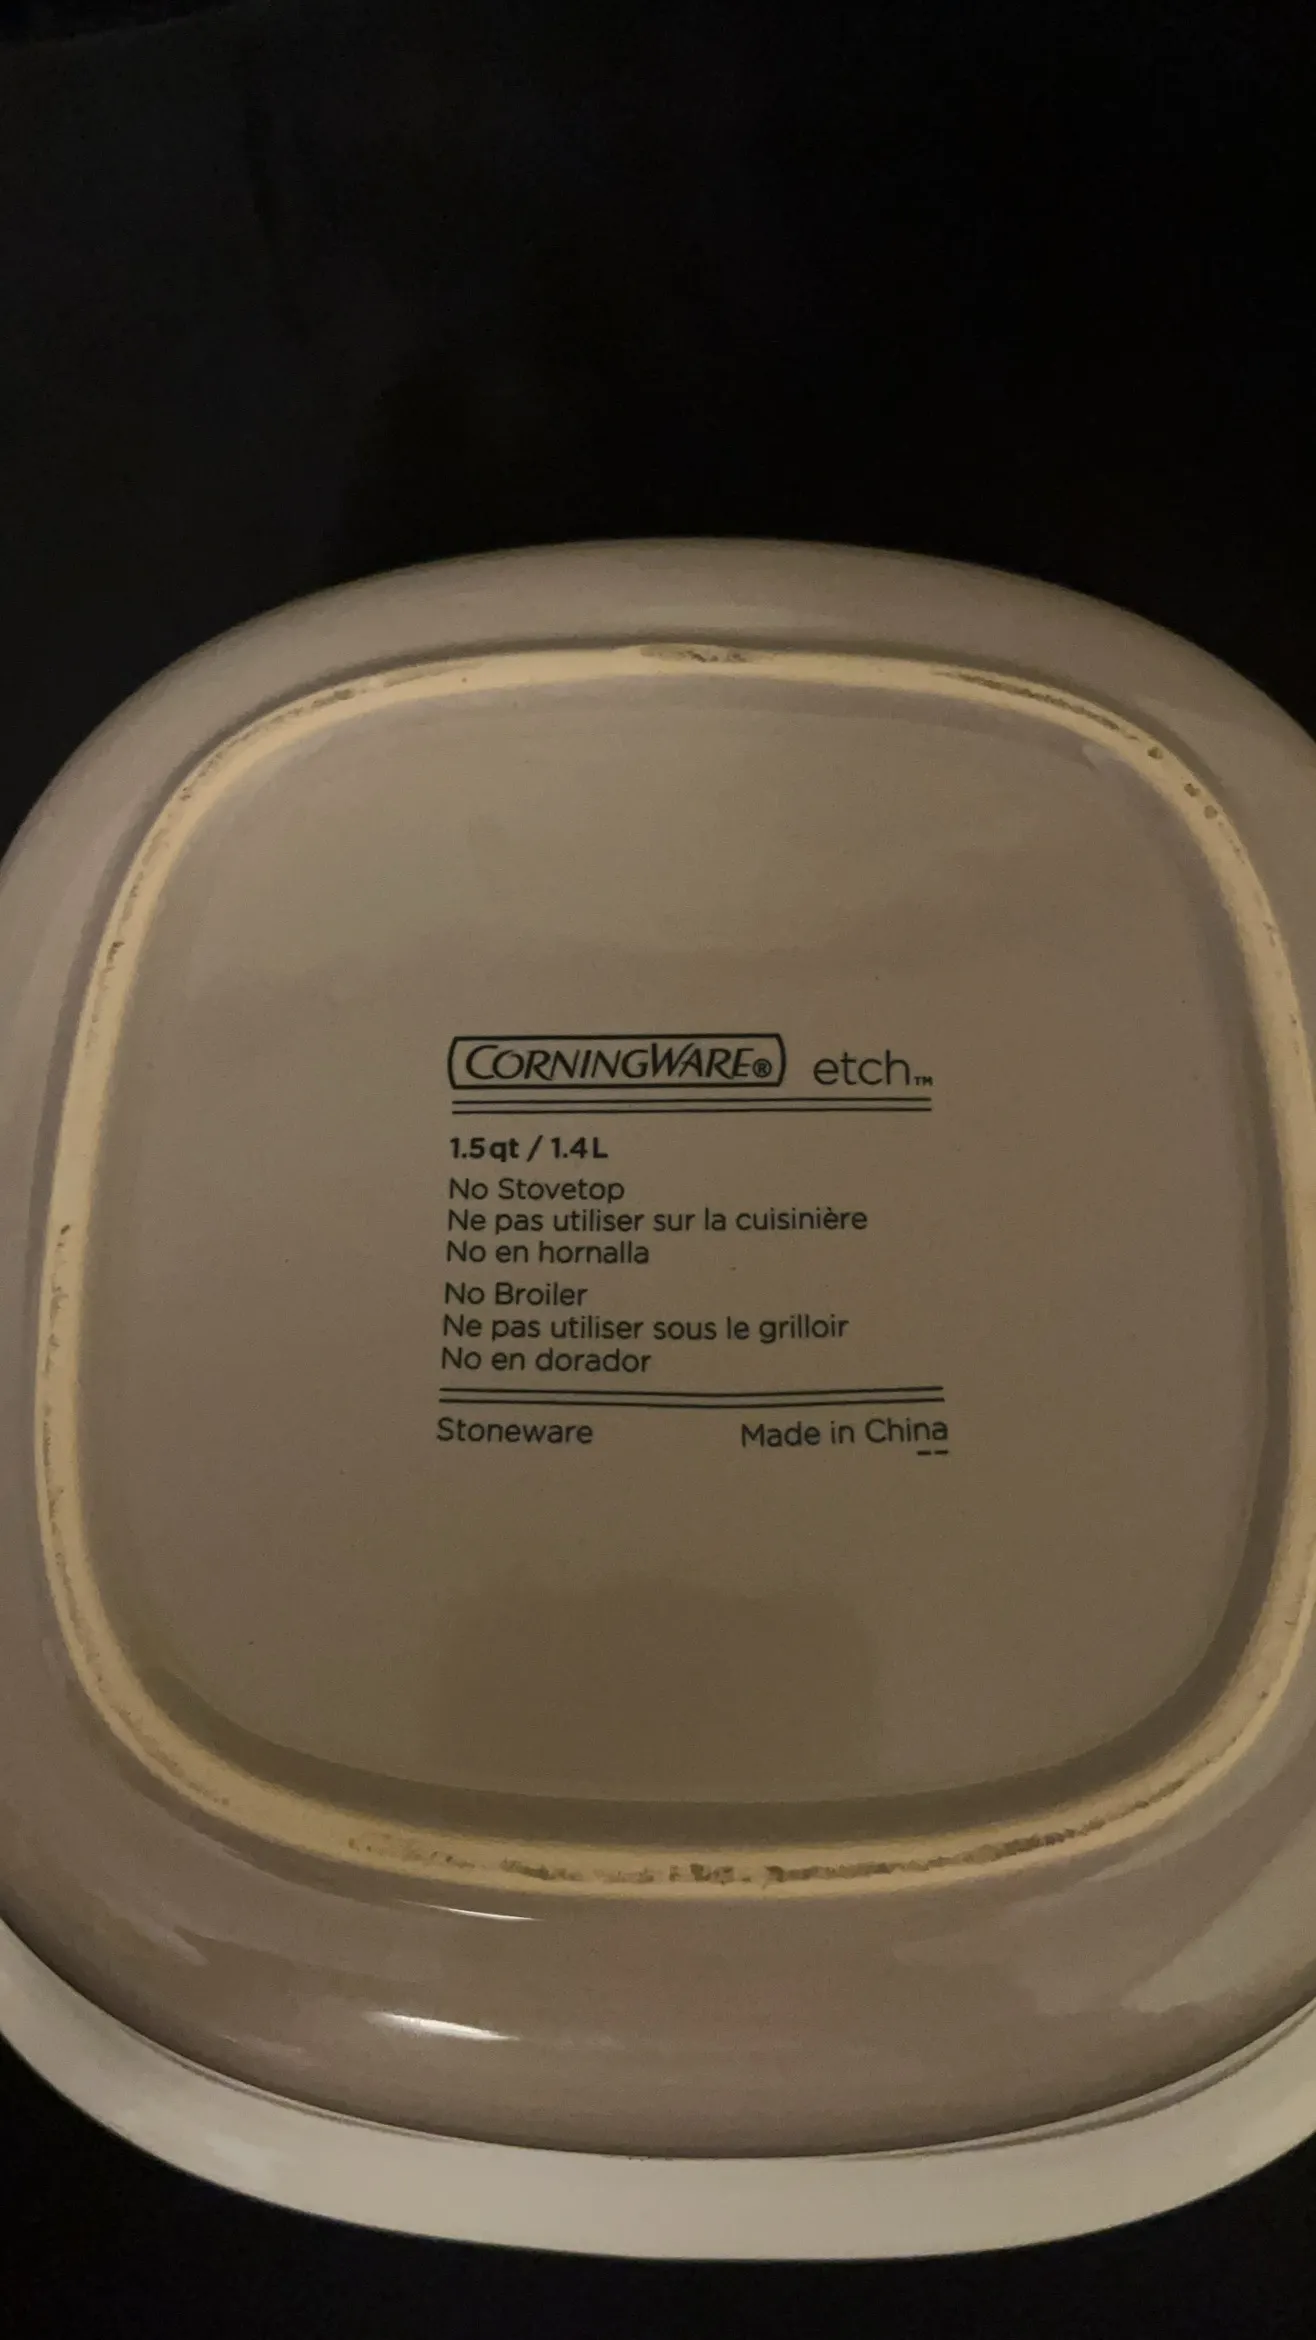 CORNINGWARE® etch™
1.5qt / 1.4L
No Stovetop
Ne pas utiliser sur la cuisinière
No en hornalla
No Broiler
Ne pas utiliser sous le grilloir
No en dorador
Stoneware Made in China